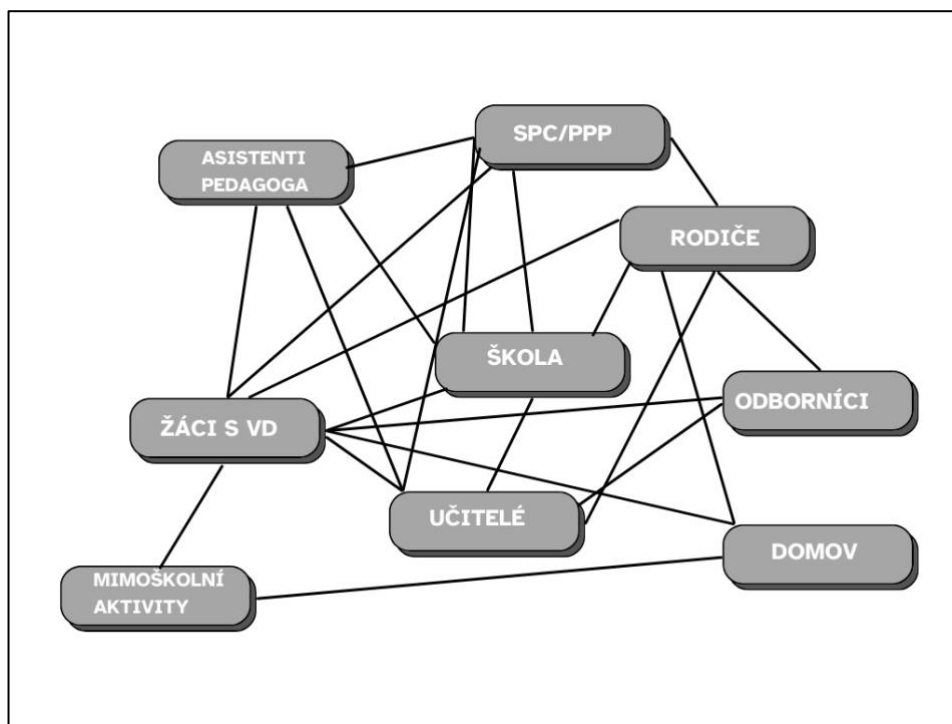 SPC/PPP
ASISTENTI
PEDAGOGA
RODIČE
ŠKOLA
ODBORNÍCI
ŽÁCI S VD
UČITELÉ
DOMOV
MIMOŠKOLNÍ
AKTIVITY